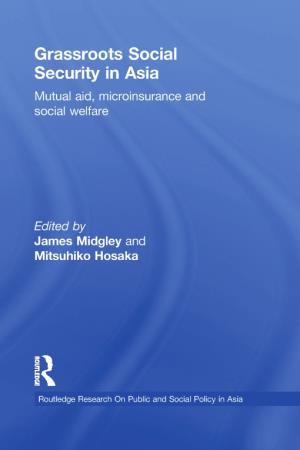 Grassroots Social
Security in Asia
Mutual aid, microinsurance and
social welfare
Edited by
James Midgley and
Mitsuhiko Hosaka
ROUTLEDGE
Routledge Research On Public and Social Policy in Asia